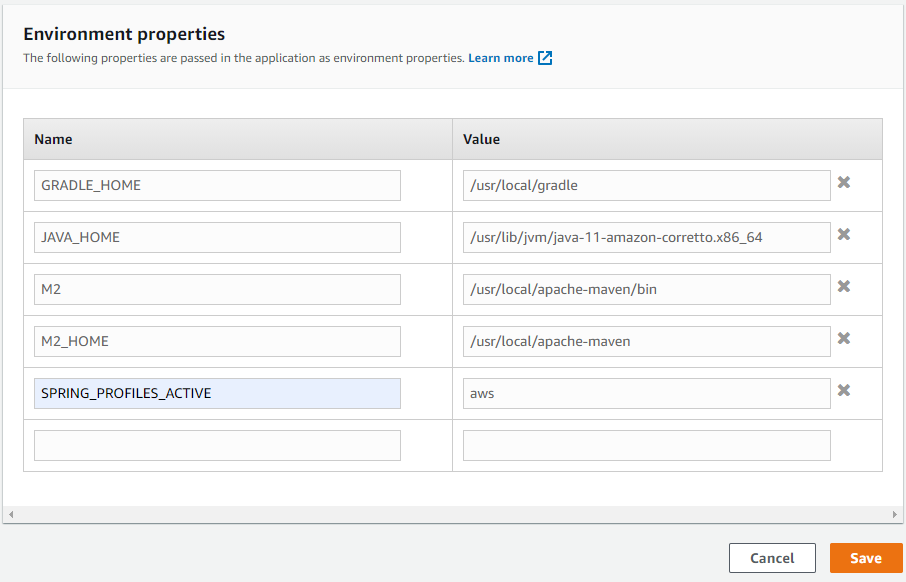 Environment properties
The following properties are passed in the application as environment properties. Learn more
Name Value
GRADLE_HOME /usr/local/gradle
JAVA_HOME /usr/lib/jvm/java-11-amazon-corretto.x86_64
M2 /usr/local/apache-maven/bin
M2_HOME /usr/local/apache-maven
SPRING_PROFILES_ACTIVE aws
Cancel Save